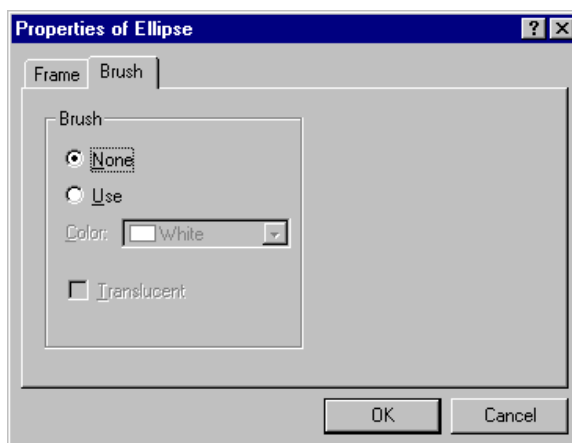 Properties of Ellipse
Frame Brush
Brush
None
Use
Color: White
Translucent
OK Cancel